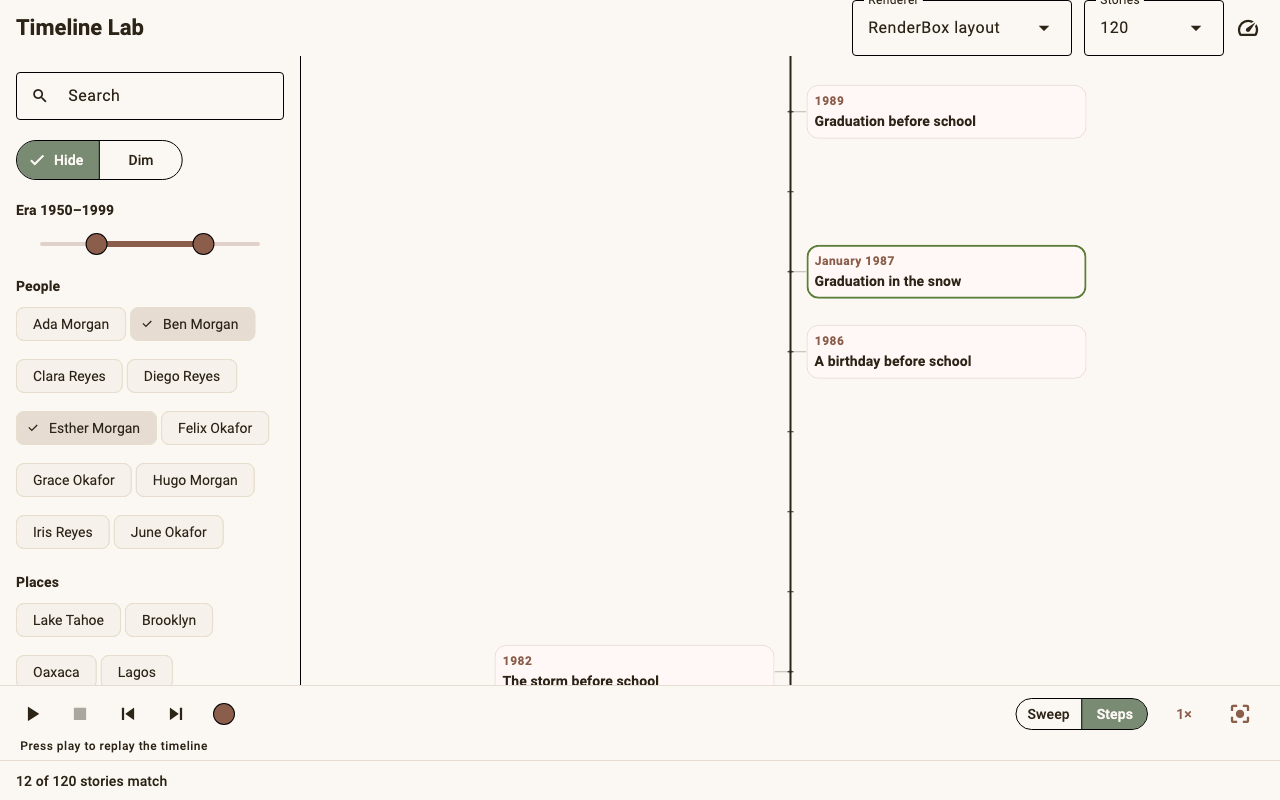 Timeline Lab
Renderer
RenderBox layout
Stories
120
Search
Hide
Dim
Era 1950–1999
People
Ada Morgan
Ben Morgan
Clara Reyes
Diego Reyes
Esther Morgan
Felix Okafor
Grace Okafor
Hugo Morgan
Iris Reyes
June Okafor
Places
Lake Tahoe
Brooklyn
Oaxaca
Lagos
1989
Graduation before school
January 1987
Graduation in the snow
1986
A birthday before school
1982
The storm before school
Sweep
Steps
1×
Press play to replay the timeline
12 of 120 stories match